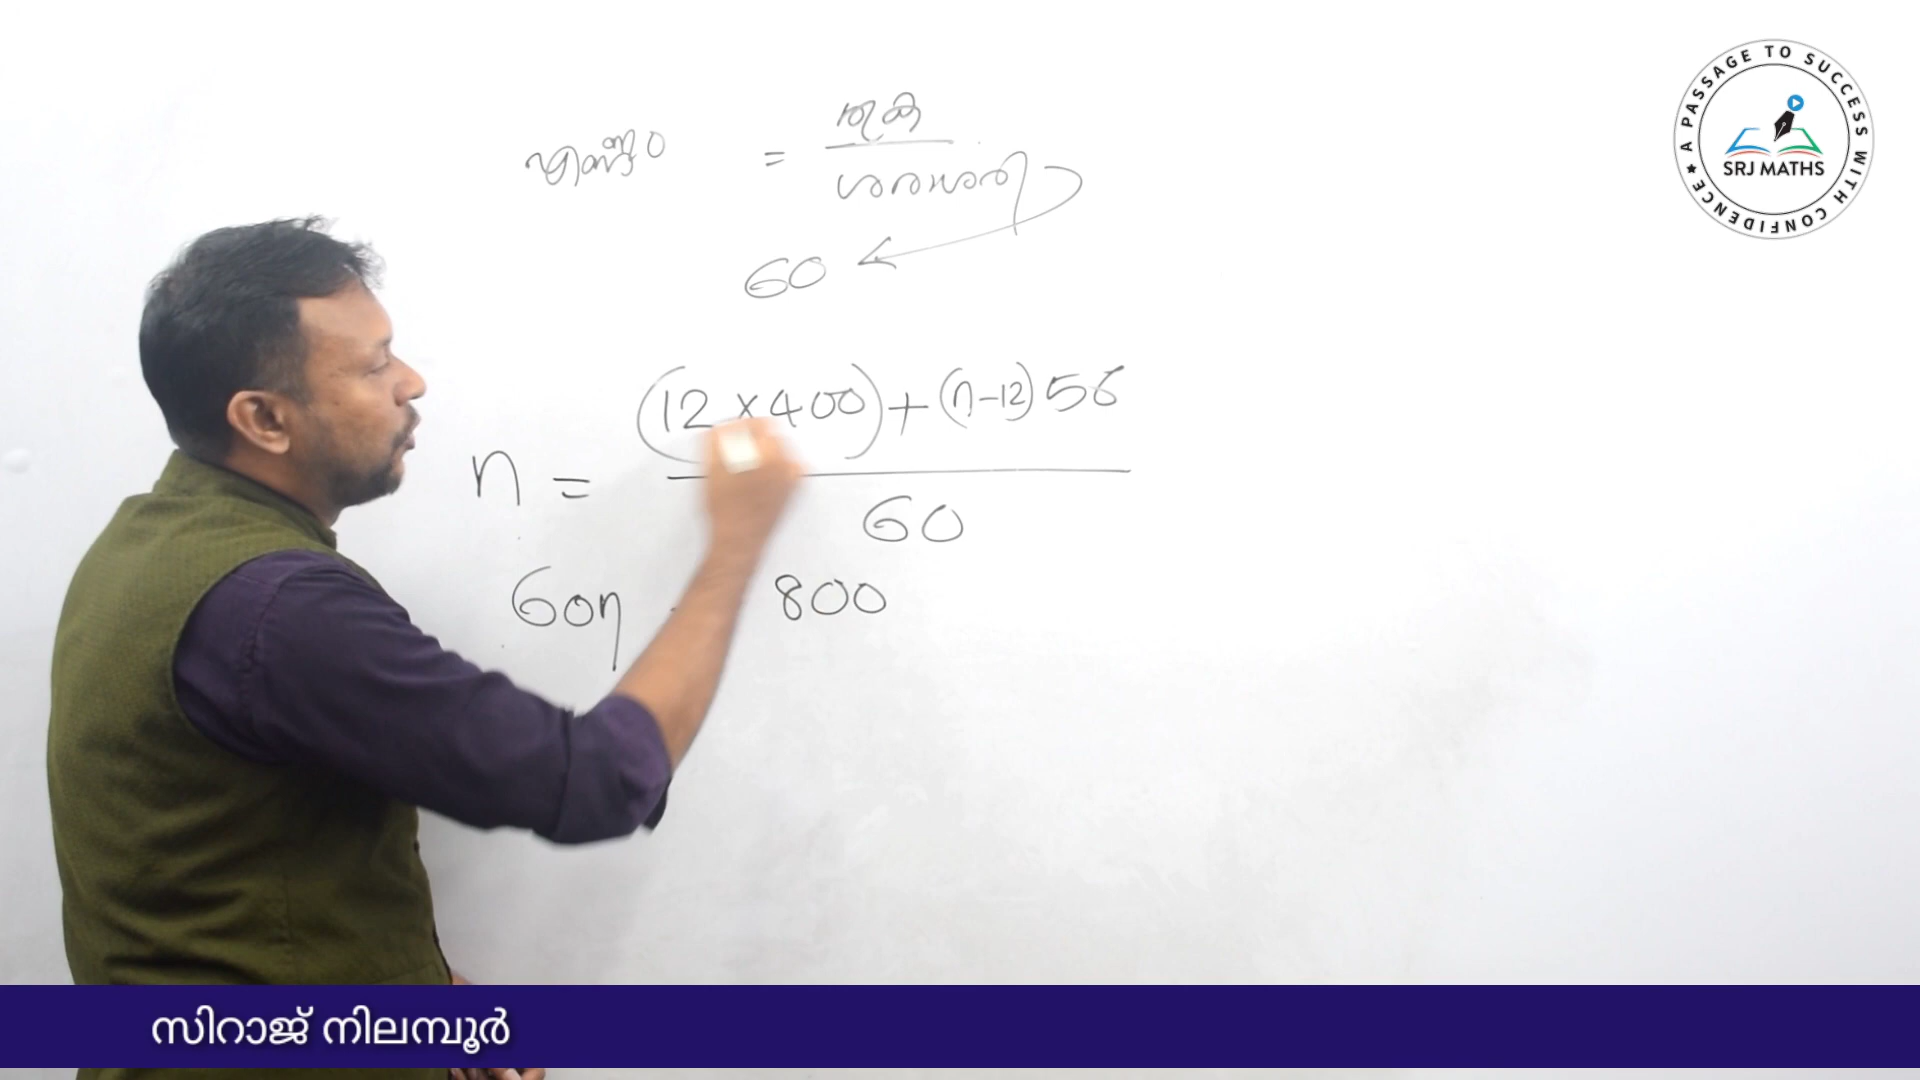 എണ്ണം = തുക
ശരാശരി
60
n = (12×400)+(n-12)56
60
60n 800
A PASSAGE TO SUCCESS WITH CONFIDENCE
SRJ MATHS
സിറാജ് നിലമ്പൂർ